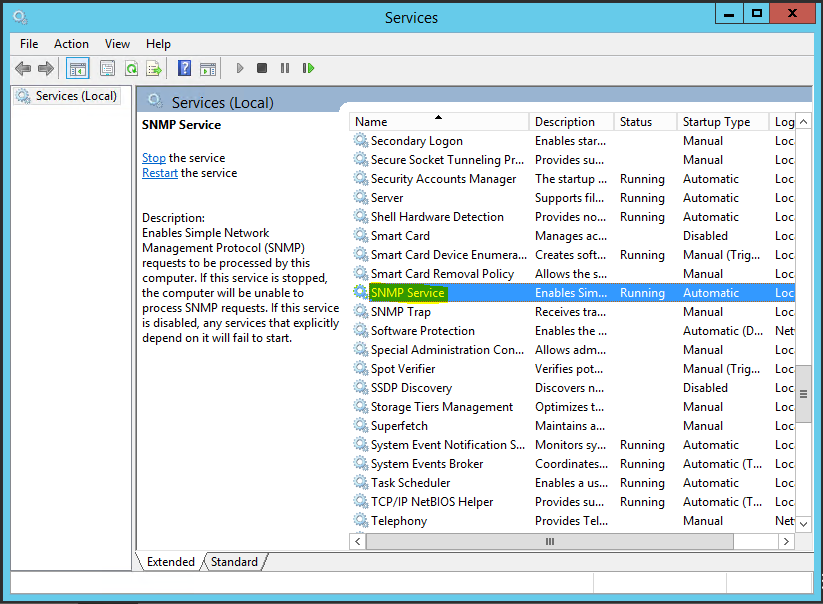 Services
File Action View Help
Services (Local)
Services (Local)
SNMP Service
Stop the service
Restart the service
Description:
Enables Simple Network
Management Protocol (SNMP)
requests to be processed by this
computer. If this service is stopped,
the computer will be unable to
process SNMP requests. If this service
is disabled, any services that explicitly
depend on it will fail to start.
Name Description Status Startup Type Log
Secondary Logon Enables star... Manual Loc
Secure Socket Tunneling Pr... Provides su... Manual Loc
Security Accounts Manager The startup ... Running Automatic Loc
Server Supports fil... Running Automatic Loc
Shell Hardware Detection Provides no... Running Automatic Loc
Smart Card Manages ac... Disabled Loc
Smart Card Device Enumera... Creates soft... Running Manual (Trig... Loc
Smart Card Removal Policy Allows the s... Manual Loc
SNMP Service Enables Sim... Running Automatic Loc
SNMP Trap Receives tra... Manual Loc
Software Protection Enables the ... Automatic (D... Net
Special Administration Con... Allows adm... Manual Loc
Spot Verifier Verifies pot... Manual (Trig... Loc
SSDP Discovery Discovers n... Disabled Loc
Storage Tiers Management Optimizes t... Manual Loc
Superfetch Maintains a... Manual Loc
System Event Notification S... Monitors sy... Running Automatic Loc
System Events Broker Coordinates... Running Automatic (T... Loc
Task Scheduler Enables a us... Running Automatic Loc
TCP/IP NetBIOS Helper Provides su... Running Automatic (T... Loc
Telephony Provides Tel... Manual Net
Extended Standard